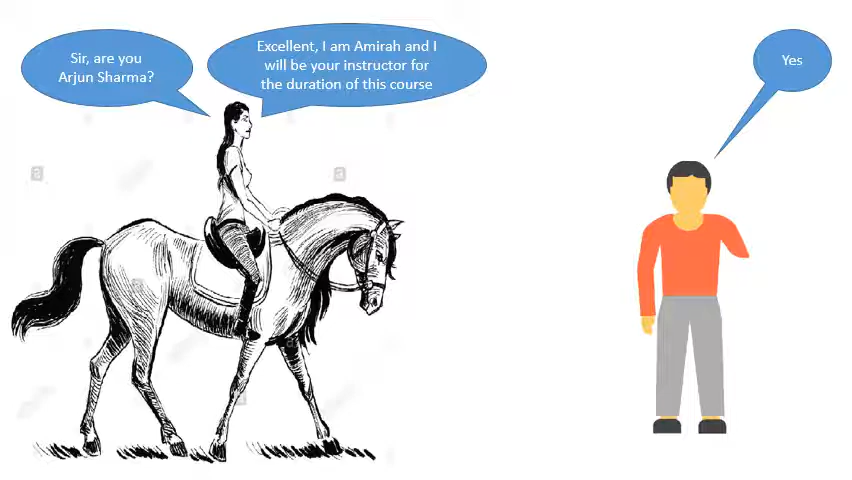 Sir, are you
Arjun Sharma?
Yes
Excellent, I am Amirah and I
will be your instructor for
the duration of this course
a
a